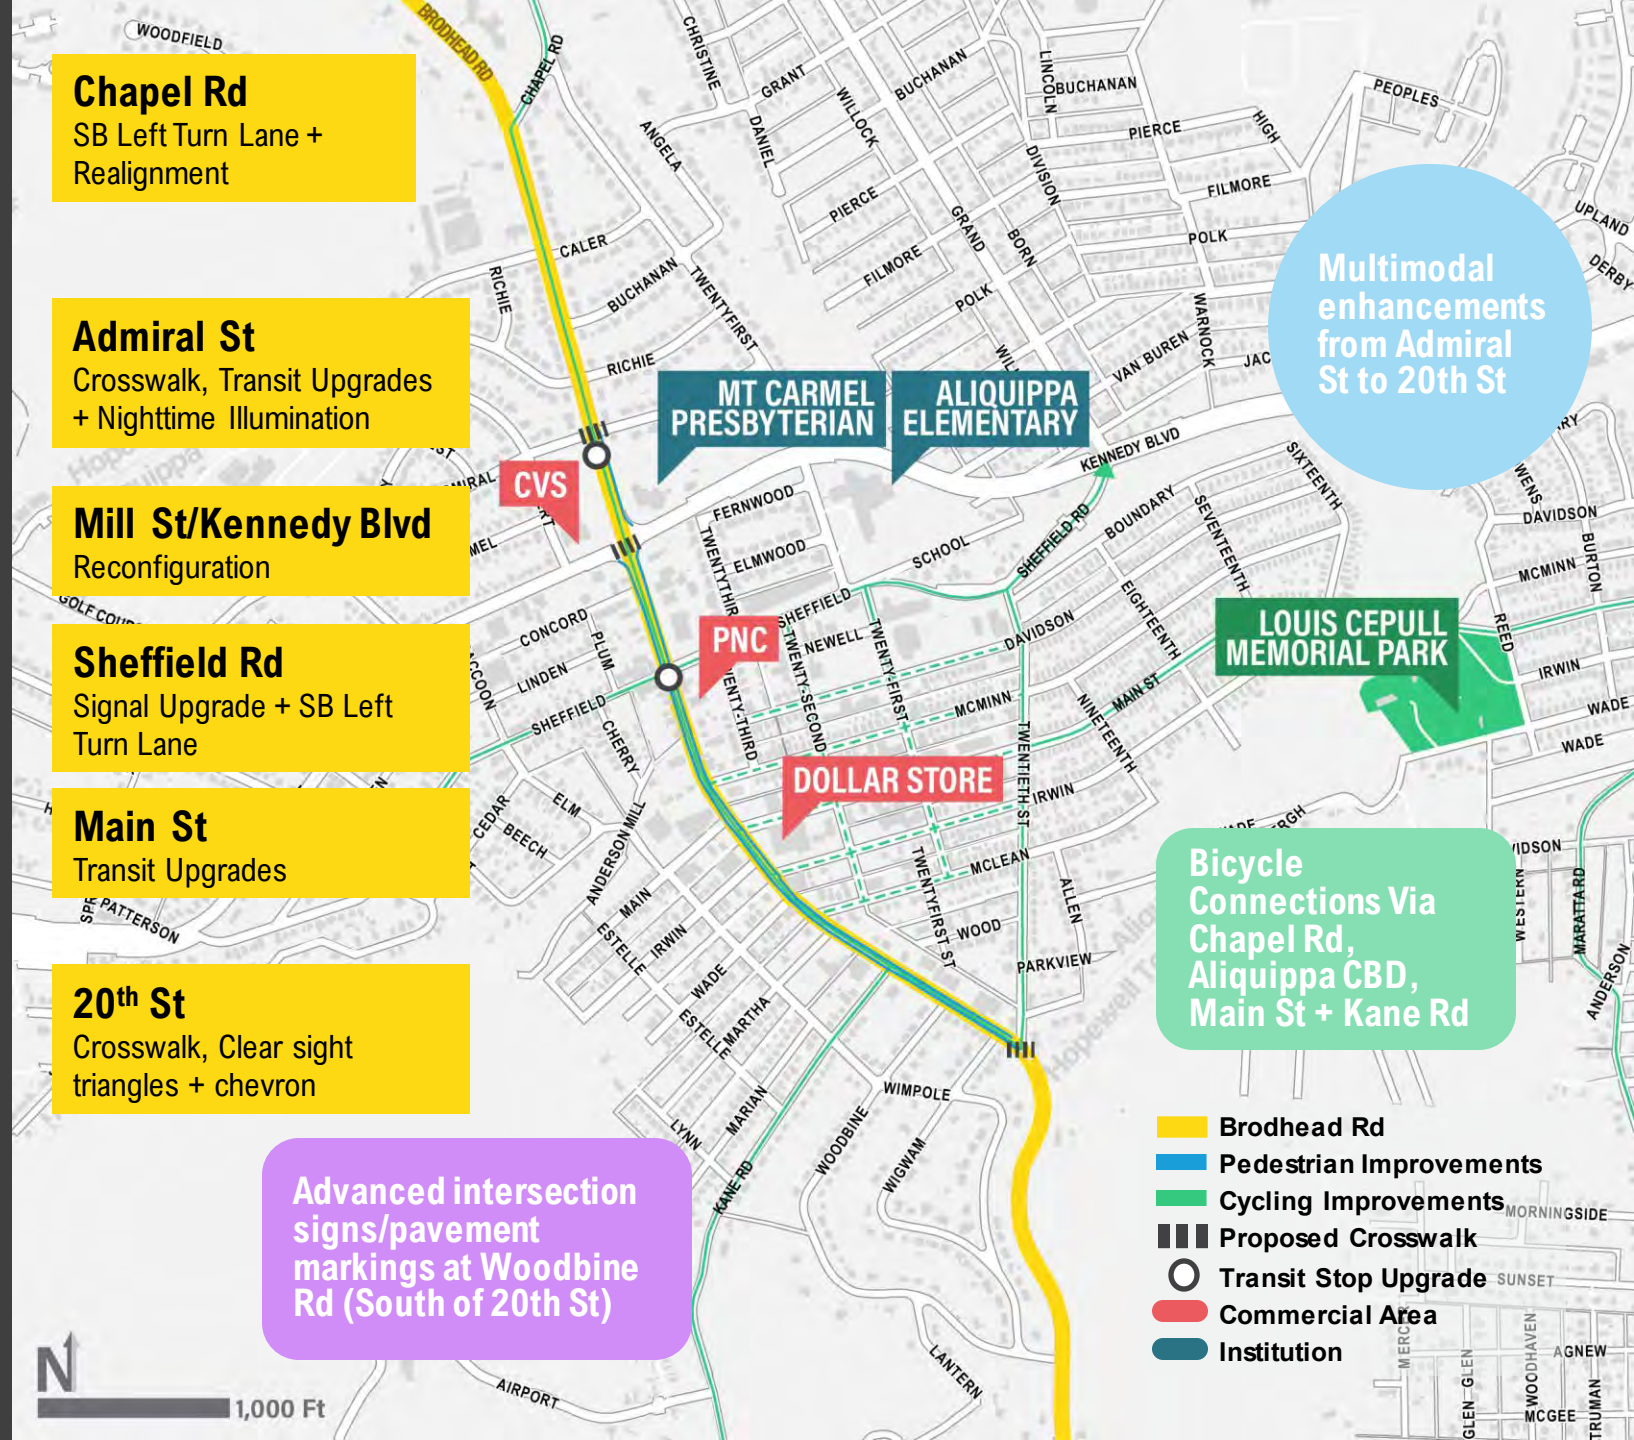 WOODFIELD
BRODHEAD RD
CHAPEL RD
CHRISTINE
GRANT
DANIEL
WILLOCK
BUCHANAN
LINCOLN
BUCHANAN
PEOPLES
Chapel Rd
SB Left Turn Lane +
Realignment
ANGELA
PIERCE
HIGH
DIVISION
PIERCE
FILMORE
UPLAND
GRAND
BORN
POLK
CALER
FILMORE
DERBY
RICHIE
BUCHANAN
TWENTYFIRST
POLK
WARNOCK
Multimodal
enhancements
from Admiral
St to 20th St
Admiral St
Crosswalk, Transit Upgrades
+ Nighttime Illumination
RICHIE
VAN BUREN
MT CARMEL
PRESBYTERIAN
ALIQUIPPA
ELEMENTARY
KENNEDY BLVD
SIXTEENTH
CVS
Mill St/Kennedy Blvd
Reconfiguration
FERNWOOD
ELMWOOD
SCHOOL
SHEFFIELD RD
BOUNDARY
SEVENTEENTH
DAVIDSON
BURTON
MCMINN
CONCORD
PLUM
LINDEN
SHEFFIELD
CHERRY
PNC
SHEFFIELD
NEWELL
TWENTY-SECOND
TWENTY-FIRST
DAVIDSON
EIGHTEENTH
LOUIS CEPULL
MEMORIAL PARK
REED
IRWIN
WADE
WADE
Sheffield Rd
Signal Upgrade + SB Left
Turn Lane
MCMINN
MAIN ST
NINETEENTH
TWENTIETH ST
DOLLAR STORE
IRWIN
Main St
Transit Upgrades
CEDAR
ELM
BEECH
ANDERSON MILL
PATTERSON
MAIN
ESTELLE
IRWIN
WADE
MARTHA
ESTELLE
MCLEAN
ALLEN
TWENTYFIRST ST
WOOD
PARKVIEW
Bicycle
Connections Via
Chapel Rd,
Aliquippa CBD,
Main St + Kane Rd
WESTERN
MARATTA RD
ANDERSON
20th St
Crosswalk, Clear sight
triangles + chevron
LYNN
MARIAN
KANE RD
WIMPOLE
WOODBINE
WIGWAM
Advanced intersection
signs/pavement
markings at Woodbine
Rd (South of 20th St)
Brodhead Rd
Pedestrian Improvements
Cycling Improvements
Proposed Crosswalk
Transit Stop Upgrade
Commercial Area
Institution
MORNINGSIDE
SUNSET
MERCER
GLEN GLEN
WOODHAVEN
AGNEW
MCGEE
TRUMAN
LANTERN
AIRPORT
N
1,000 Ft